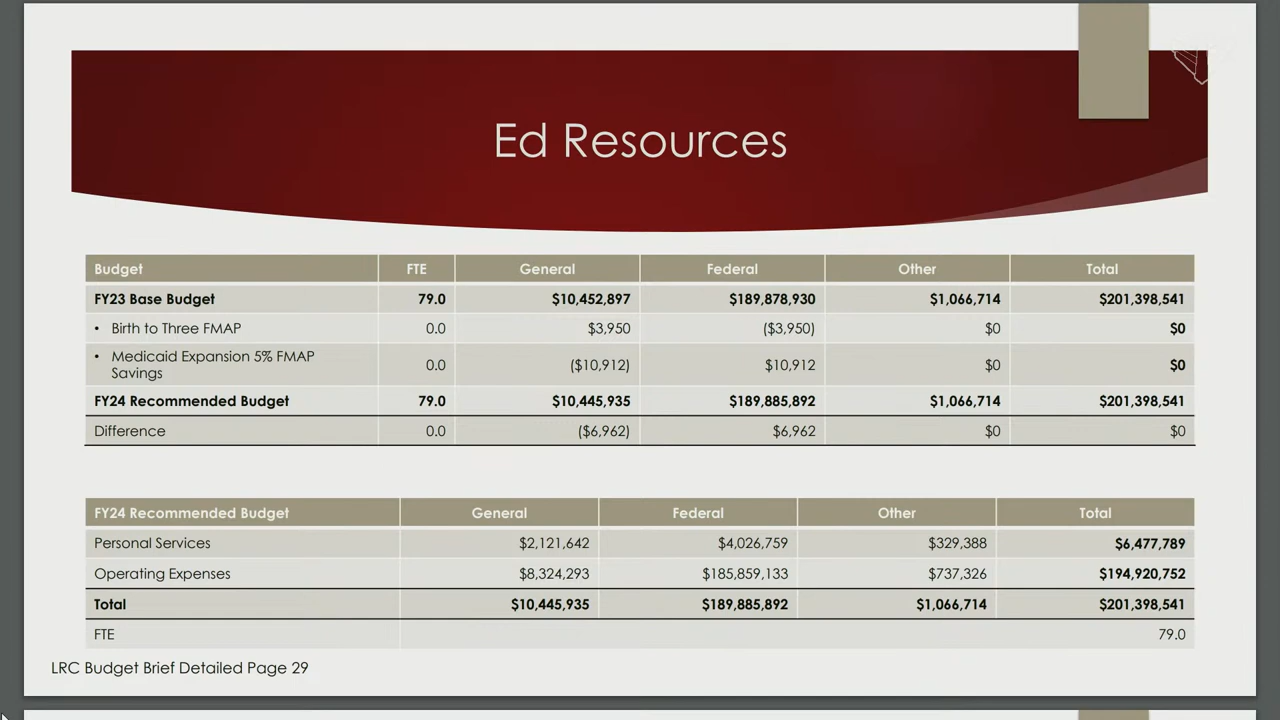 Ed Resources
Budget FTE General Federal Other Total
FY23 Base Budget 79.0 $10,452,897 $189,878,930 $1,066,714 $201,398,541
• Birth to Three FMAP 0.0 $3,950 ($3,950) $0 $0
• Medicaid Expansion 5% FMAP
Savings 0.0 ($10,912) $10,912 $0 $0
FY24 Recommended Budget 79.0 $10,445,935 $189,885,892 $1,066,714 $201,398,541
Difference 0.0 ($6,962) $6,962 $0 $0
FY24 Recommended Budget General Federal Other Total
Personal Services $2,121,642 $4,026,759 $329,388 $6,477,789
Operating Expenses $8,324,293 $185,859,133 $737,326 $194,920,752
Total $10,445,935 $189,885,892 $1,066,714 $201,398,541
FTE 79.0
LRC Budget Brief Detailed Page 29